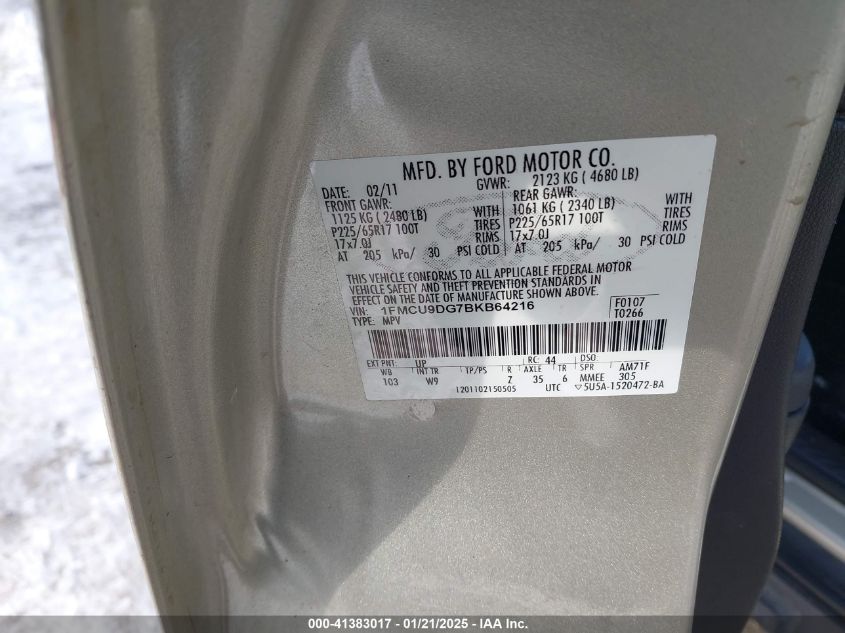 MFD. BY FORD MOTOR CO.
DATE: 02/11 GVWR: 2123 KG ( 4680 LB)
FRONT GAWR: REAR GAWR:
1125 KG ( 2480 LB) WITH 1061 KG ( 2340 LB) WITH
P225/65R17 100T TIRES P225/65R17 100T TIRES
17x7.0J RIMS 17x7.0J RIMS
AT 205 kPa/ 30 PSI COLD AT 205 kPa/ 30 PSI COLD
THIS VEHICLE CONFORMS TO ALL APPLICABLE FEDERAL MOTOR
VEHICLE SAFETY AND THEFT PREVENTION STANDARDS IN
EFFECT ON THE DATE OF MANUFACTURE SHOWN ABOVE.
VIN: 1FMCU9DG7BKB64216 F0107
TYPE: MPV T0266
EXT PNT: UP RC: 44 DSO:
WB INT TR TP/PS R AXLE TR SPR AM71F
103 W9 Z 35 6 MMEE 305
1201102150505 UTC ▽5U5A-1520472-BA
000-41383017 / 01/21/2025 / IAA Inc.